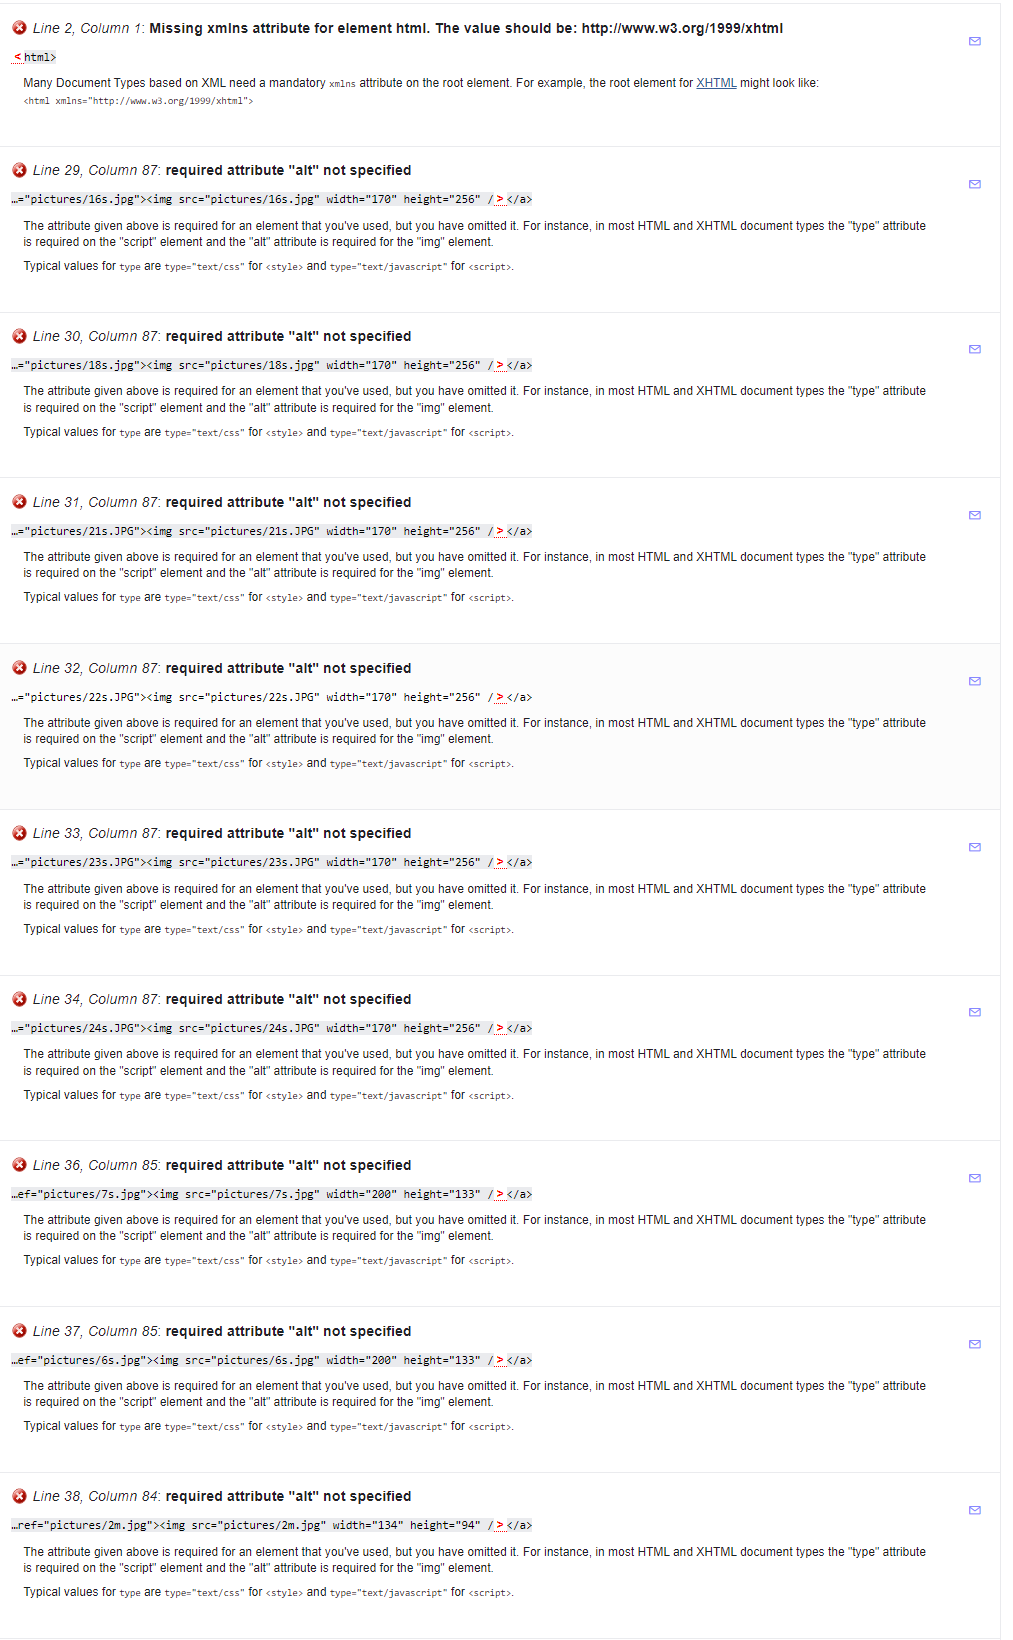 Line 2, Column 1: Missing xmlns attribute for element html. The value should be: http://www.w3.org/1999/xhtml
<html>
Many Document Types based on XML need a mandatory xmlns attribute on the root element. For example, the root element for XHTML might look like:
<html xmlns="http://www.w3.org/1999/xhtml">
Line 29, Column 87: required attribute "alt" not specified
…="pictures/16s.jpg"><img src="pictures/16s.jpg" width="170" height="256" /></a>
The attribute given above is required for an element that you've used, but you have omitted it. For instance, in most HTML and XHTML document types the "type" attribute
is required on the "script" element and the "alt" attribute is required for the "img" element.
Typical values for type are type="text/css" for <style> and type="text/javascript" for <script>.
Line 30, Column 87: required attribute "alt" not specified
…="pictures/18s.jpg"><img src="pictures/18s.jpg" width="170" height="256" /></a>
The attribute given above is required for an element that you've used, but you have omitted it. For instance, in most HTML and XHTML document types the "type" attribute
is required on the "script" element and the "alt" attribute is required for the "img" element.
Typical values for type are type="text/css" for <style> and type="text/javascript" for <script>.
Line 31, Column 87: required attribute "alt" not specified
…="pictures/21s.JPG"><img src="pictures/21s.JPG" width="170" height="256" /></a>
The attribute given above is required for an element that you've used, but you have omitted it. For instance, in most HTML and XHTML document types the "type" attribute
is required on the "script" element and the "alt" attribute is required for the "img" element.
Typical values for type are type="text/css" for <style> and type="text/javascript" for <script>.
Line 32, Column 87: required attribute "alt" not specified
…="pictures/22s.JPG"><img src="pictures/22s.JPG" width="170" height="256" /></a>
The attribute given above is required for an element that you've used, but you have omitted it. For instance, in most HTML and XHTML document types the "type" attribute
is required on the "script" element and the "alt" attribute is required for the "img" element.
Typical values for type are type="text/css" for <style> and type="text/javascript" for <script>.
Line 33, Column 87: required attribute "alt" not specified
…="pictures/23s.JPG"><img src="pictures/23s.JPG" width="170" height="256" /></a>
The attribute given above is required for an element that you've used, but you have omitted it. For instance, in most HTML and XHTML document types the "type" attribute
is required on the "script" element and the "alt" attribute is required for the "img" element.
Typical values for type are type="text/css" for <style> and type="text/javascript" for <script>.
Line 34, Column 87: required attribute "alt" not specified
…="pictures/24s.JPG"><img src="pictures/24s.JPG" width="170" height="256" /></a>
The attribute given above is required for an element that you've used, but you have omitted it. For instance, in most HTML and XHTML document types the "type" attribute
is required on the "script" element and the "alt" attribute is required for the "img" element.
Typical values for type are type="text/css" for <style> and type="text/javascript" for <script>.
Line 36, Column 85: required attribute "alt" not specified
…ef="pictures/7s.jpg"><img src="pictures/7s.jpg" width="200" height="133" /></a>
The attribute given above is required for an element that you've used, but you have omitted it. For instance, in most HTML and XHTML document types the "type" attribute
is required on the "script" element and the "alt" attribute is required for the "img" element.
Typical values for type are type="text/css" for <style> and type="text/javascript" for <script>.
Line 37, Column 85: required attribute "alt" not specified
…ef="pictures/6s.jpg"><img src="pictures/6s.jpg" width="200" height="133" /></a>
The attribute given above is required for an element that you've used, but you have omitted it. For instance, in most HTML and XHTML document types the "type" attribute
is required on the "script" element and the "alt" attribute is required for the "img" element.
Typical values for type are type="text/css" for <style> and type="text/javascript" for <script>.
Line 38, Column 84: required attribute "alt" not specified
…ref="pictures/2m.jpg"><img src="pictures/2m.jpg" width="134" height="94" /></a>
The attribute given above is required for an element that you've used, but you have omitted it. For instance, in most HTML and XHTML document types the "type" attribute
is required on the "script" element and the "alt" attribute is required for the "img" element.
Typical values for type are type="text/css" for <style> and type="text/javascript" for <script>.